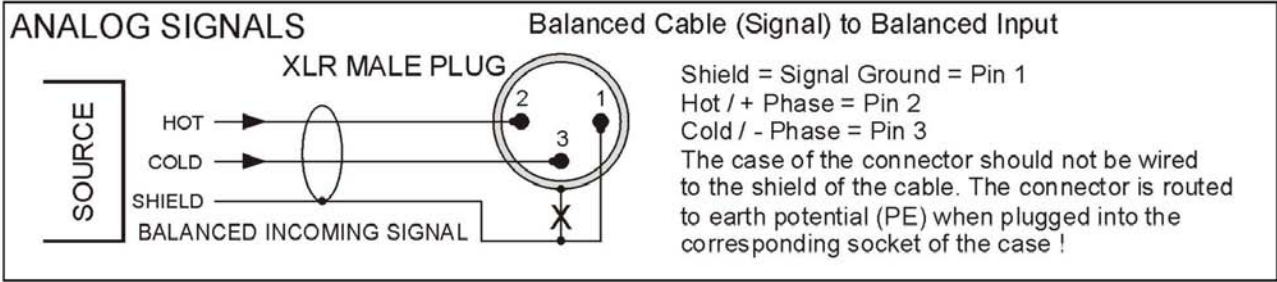 ANALOG SIGNALS
Balanced Cable (Signal) to Balanced Input
XLR MALE PLUG
SOURCE
HOT
COLD
SHIELD
BALANCED INCOMING SIGNAL
2
1
3
X
Shield = Signal Ground = Pin 1
Hot / + Phase = Pin 2
Cold / - Phase = Pin 3
The case of the connector should not be wired
to the shield of the cable. The connector is routed
to earth potential (PE) when plugged into the
corresponding socket of the case !